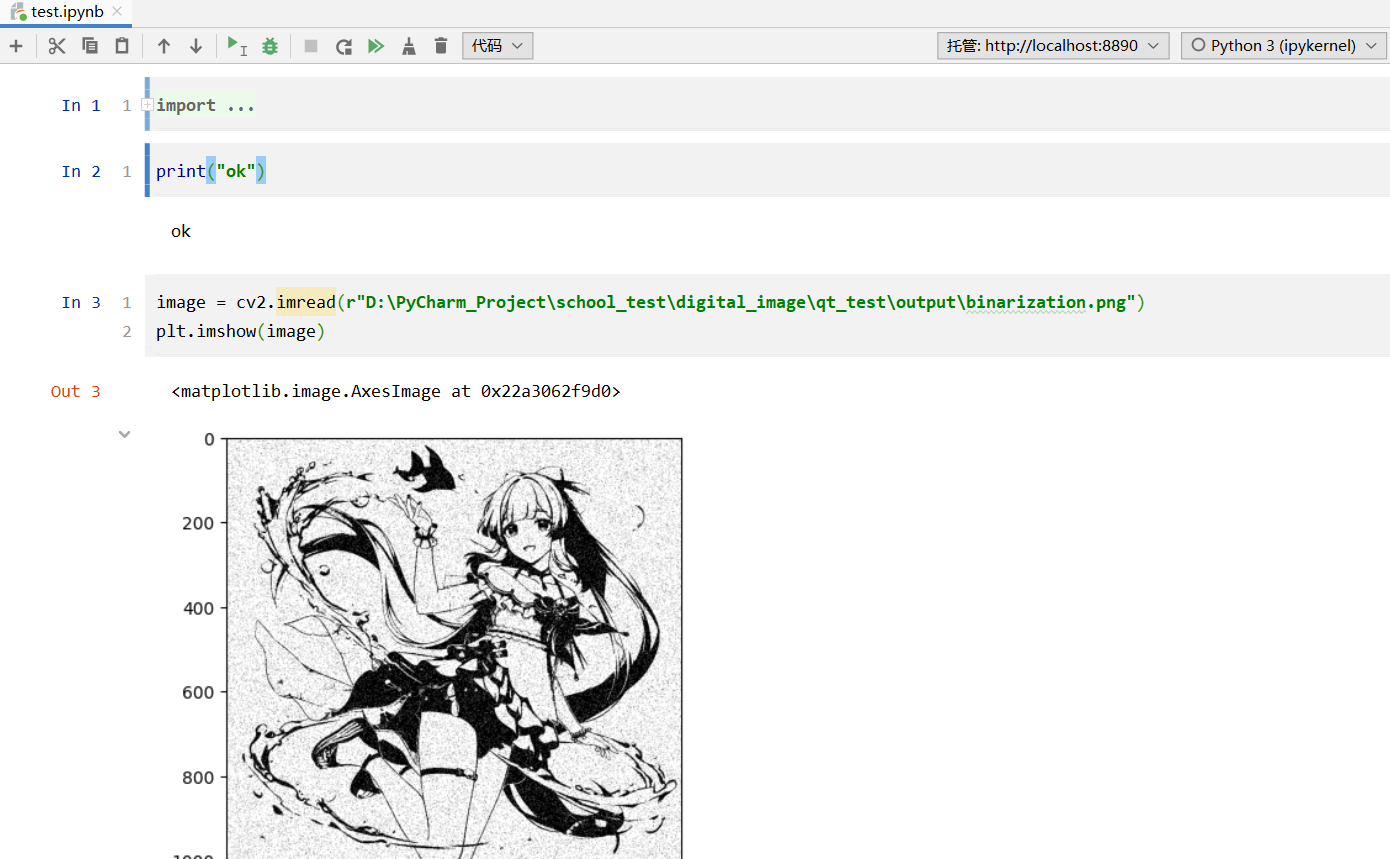 test.ipynb
代码
托管: http://localhost:8890
Python 3 (ipykernel)
In 1 1 import ...
In 2 1 print("ok")
ok
In 3 1 image = cv2.imread(r"D:\PyCharm_Project\school_test\digital_image\qt_test\output\binarization.png")
2 plt.imshow(image)
Out 3 <matplotlib.image.AxesImage at 0x22a3062f9d0>
0
200
400
600
800
1000